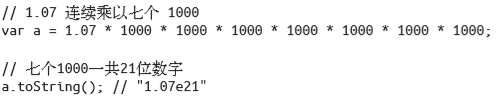 // 1.07 连续乘以七个 1000
var a = 1.07 * 1000 * 1000 * 1000 * 1000 * 1000 * 1000 * 1000;
// 七个1000一共21位数字
a.toString(); // "1.07e21"